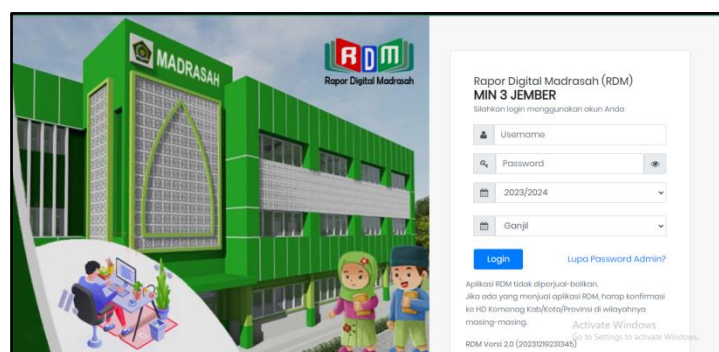 MADRASAH
RDM
Rapor Digital Madrasah
Rapor Digital Madrasah (RDM)
MIN 3 JEMBER
Silahkan login menggunakan akun Anda
Username
Password
2023/2024
Ganjil
Login
Lupa Password Admin?
Aplikasi RDM tidak diperjual-belikan.
Jika ada yang menjual aplikasi RDM, harap konfirmasi
ke HD Kemenag Kab/Kota/Provinsi di wilayahnya
masing-masing.
Activate Windows
Go to Settings to activate Windows.
RDM Versi 2.0 (20231219231345)